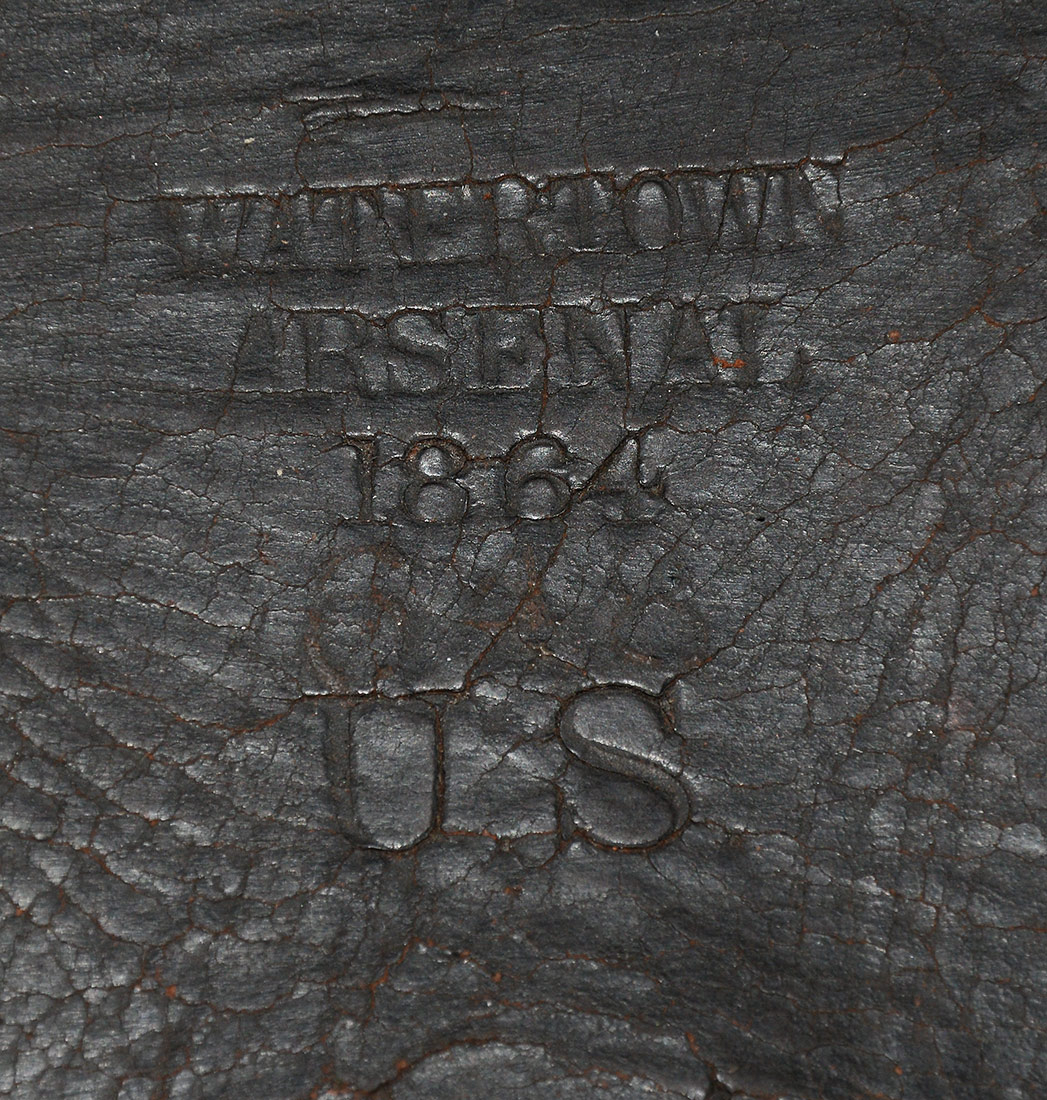 WATERTOWN
ARSENAL
1864
US